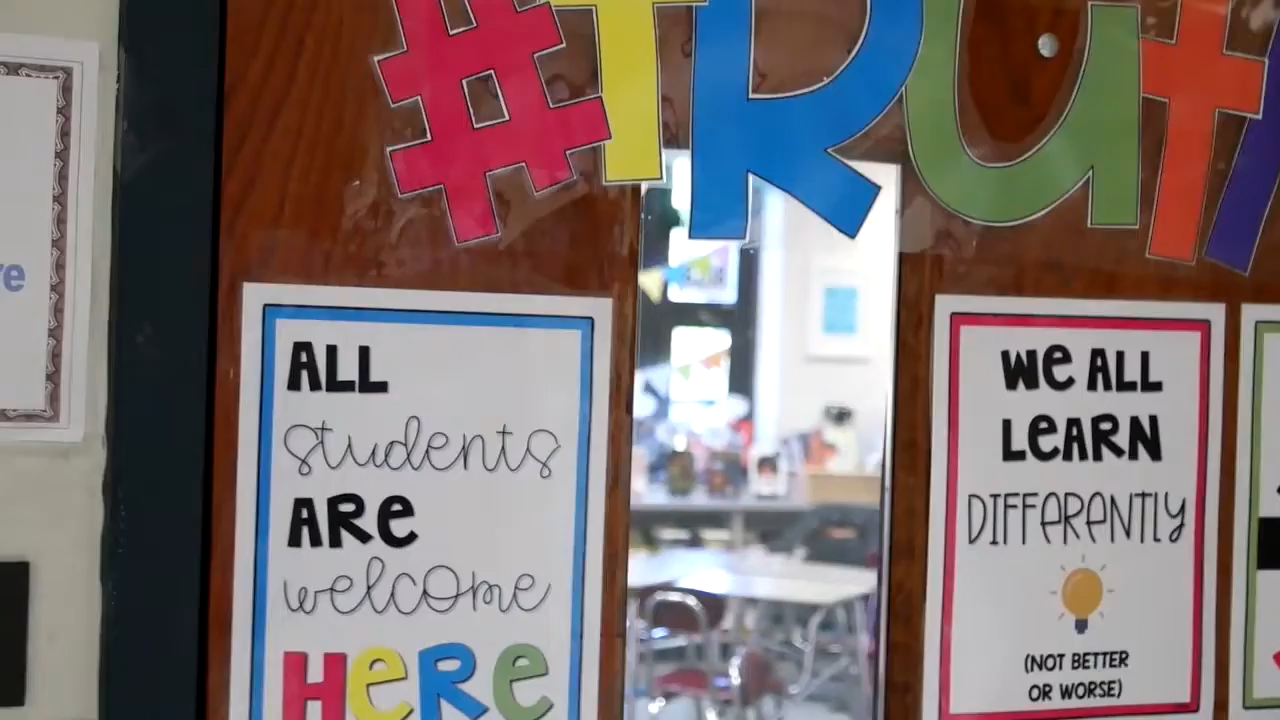 #TRUTH
ALL
students
ARE
welcome
HERE
WE ALL
LEARN
DIFFERENTLY
(NOT BETTER
OR WORSE)